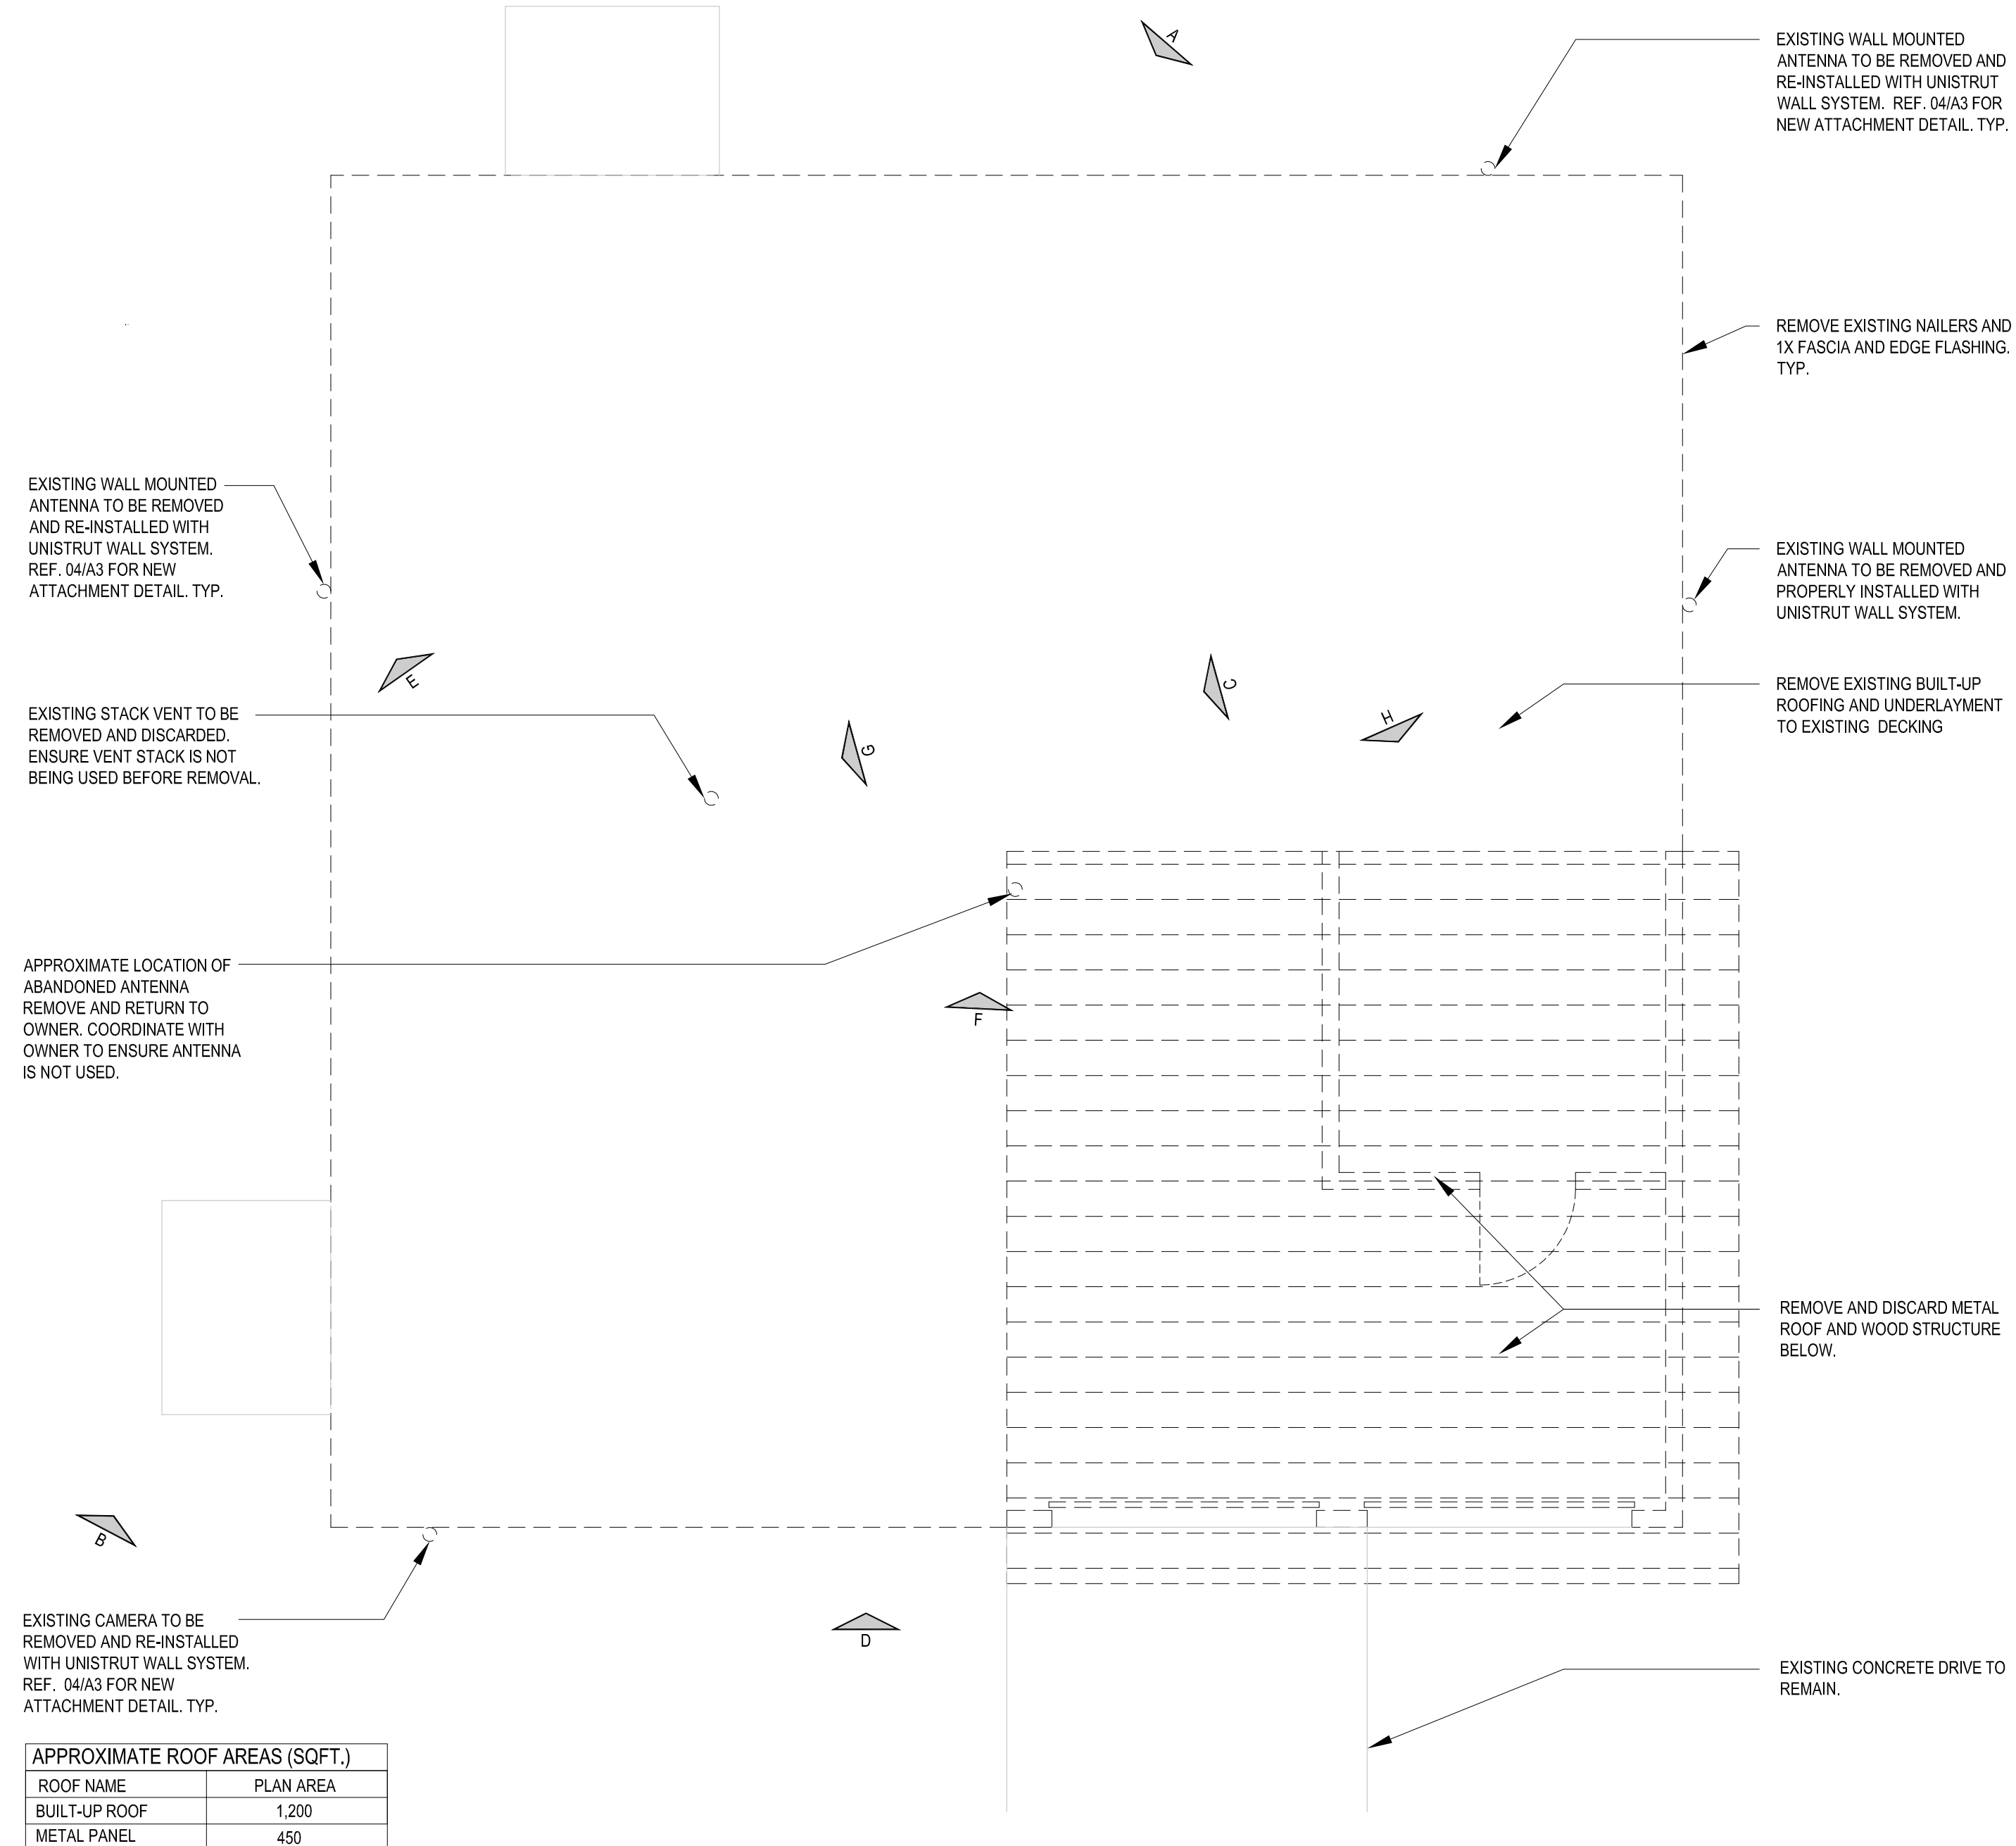 A
EXISTING WALL MOUNTED
ANTENNA TO BE REMOVED AND
RE-INSTALLED WITH UNISTRUT
WALL SYSTEM. REF. 04/A3 FOR
NEW ATTACHMENT DETAIL. TYP.
REMOVE EXISTING NAILERS AND
1X FASCIA AND EDGE FLASHING.
TYP.
EXISTING WALL MOUNTED
ANTENNA TO BE REMOVED
AND RE-INSTALLED WITH
UNISTRUT WALL SYSTEM.
REF. 04/A3 FOR NEW
ATTACHMENT DETAIL. TYP.
EXISTING WALL MOUNTED
ANTENNA TO BE REMOVED AND
PROPERLY INSTALLED WITH
UNISTRUT WALL SYSTEM.
E
C
H
G
REMOVE EXISTING BUILT-UP
ROOFING AND UNDERLAYMENT
TO EXISTING DECKING
EXISTING STACK VENT TO BE
REMOVED AND DISCARDED.
ENSURE VENT STACK IS NOT
BEING USED BEFORE REMOVAL.
APPROXIMATE LOCATION OF
ABANDONED ANTENNA
REMOVE AND RETURN TO
OWNER. COORDINATE WITH
OWNER TO ENSURE ANTENNA
IS NOT USED.
F
REMOVE AND DISCARD METAL
ROOF AND WOOD STRUCTURE
BELOW.
B
D
EXISTING CAMERA TO BE
REMOVED AND RE-INSTALLED
WITH UNISTRUT WALL SYSTEM.
REF. 04/A3 FOR NEW
ATTACHMENT DETAIL. TYP.
EXISTING CONCRETE DRIVE TO
REMAIN.
APPROXIMATE ROOF AREAS (SQFT.)
ROOF NAME PLAN AREA
BUILT-UP ROOF 1,200
METAL PANEL 450